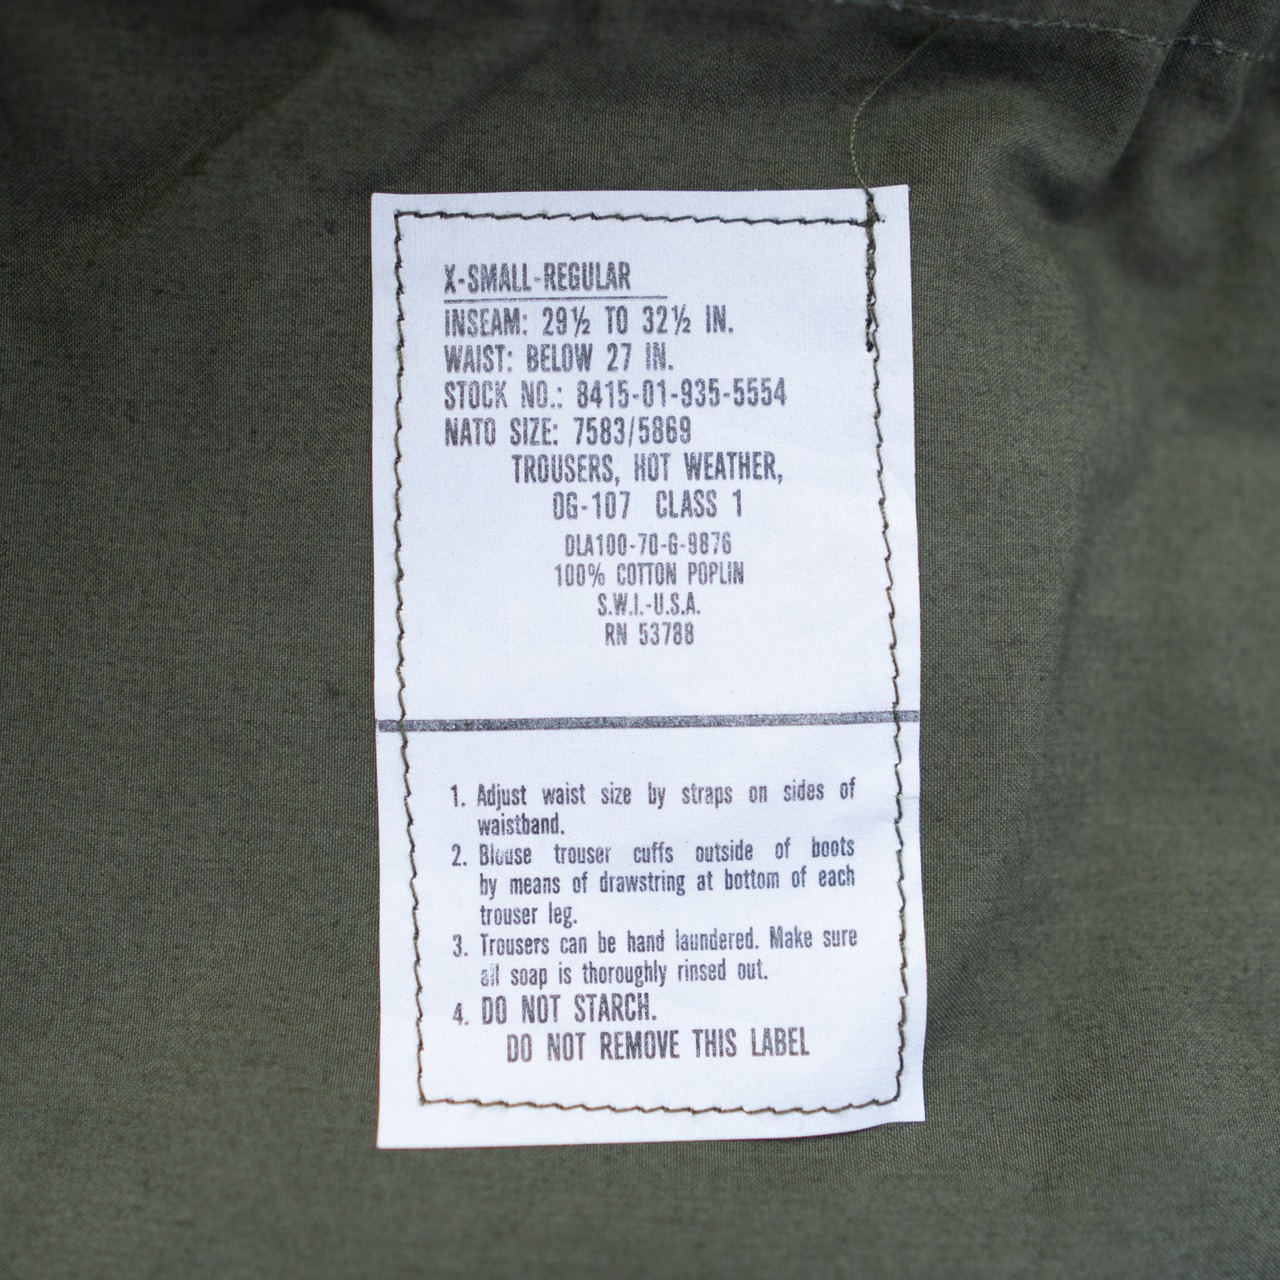 X-SMALL-REGULAR
INSEAM: 29½ TO 32½ IN.
WAIST: BELOW 27 IN.
STOCK NO.: 8415-01-935-5554
NATO SIZE: 7583/5869
TROUSERS, HOT WEATHER,
OG-107 CLASS 1
DLA100-70-G-9876
100% COTTON POPLIN
S.W.I.-U.S.A.
RN 53788
1. Adjust waist size by straps on sides of
waistband.
2. Blouse trouser cuffs outside of boots
by means of drawstring at bottom of each
trouser leg.
3. Trousers can be hand laundered. Make sure
all soap is thoroughly rinsed out.
4. DO NOT STARCH.
DO NOT REMOVE THIS LABEL